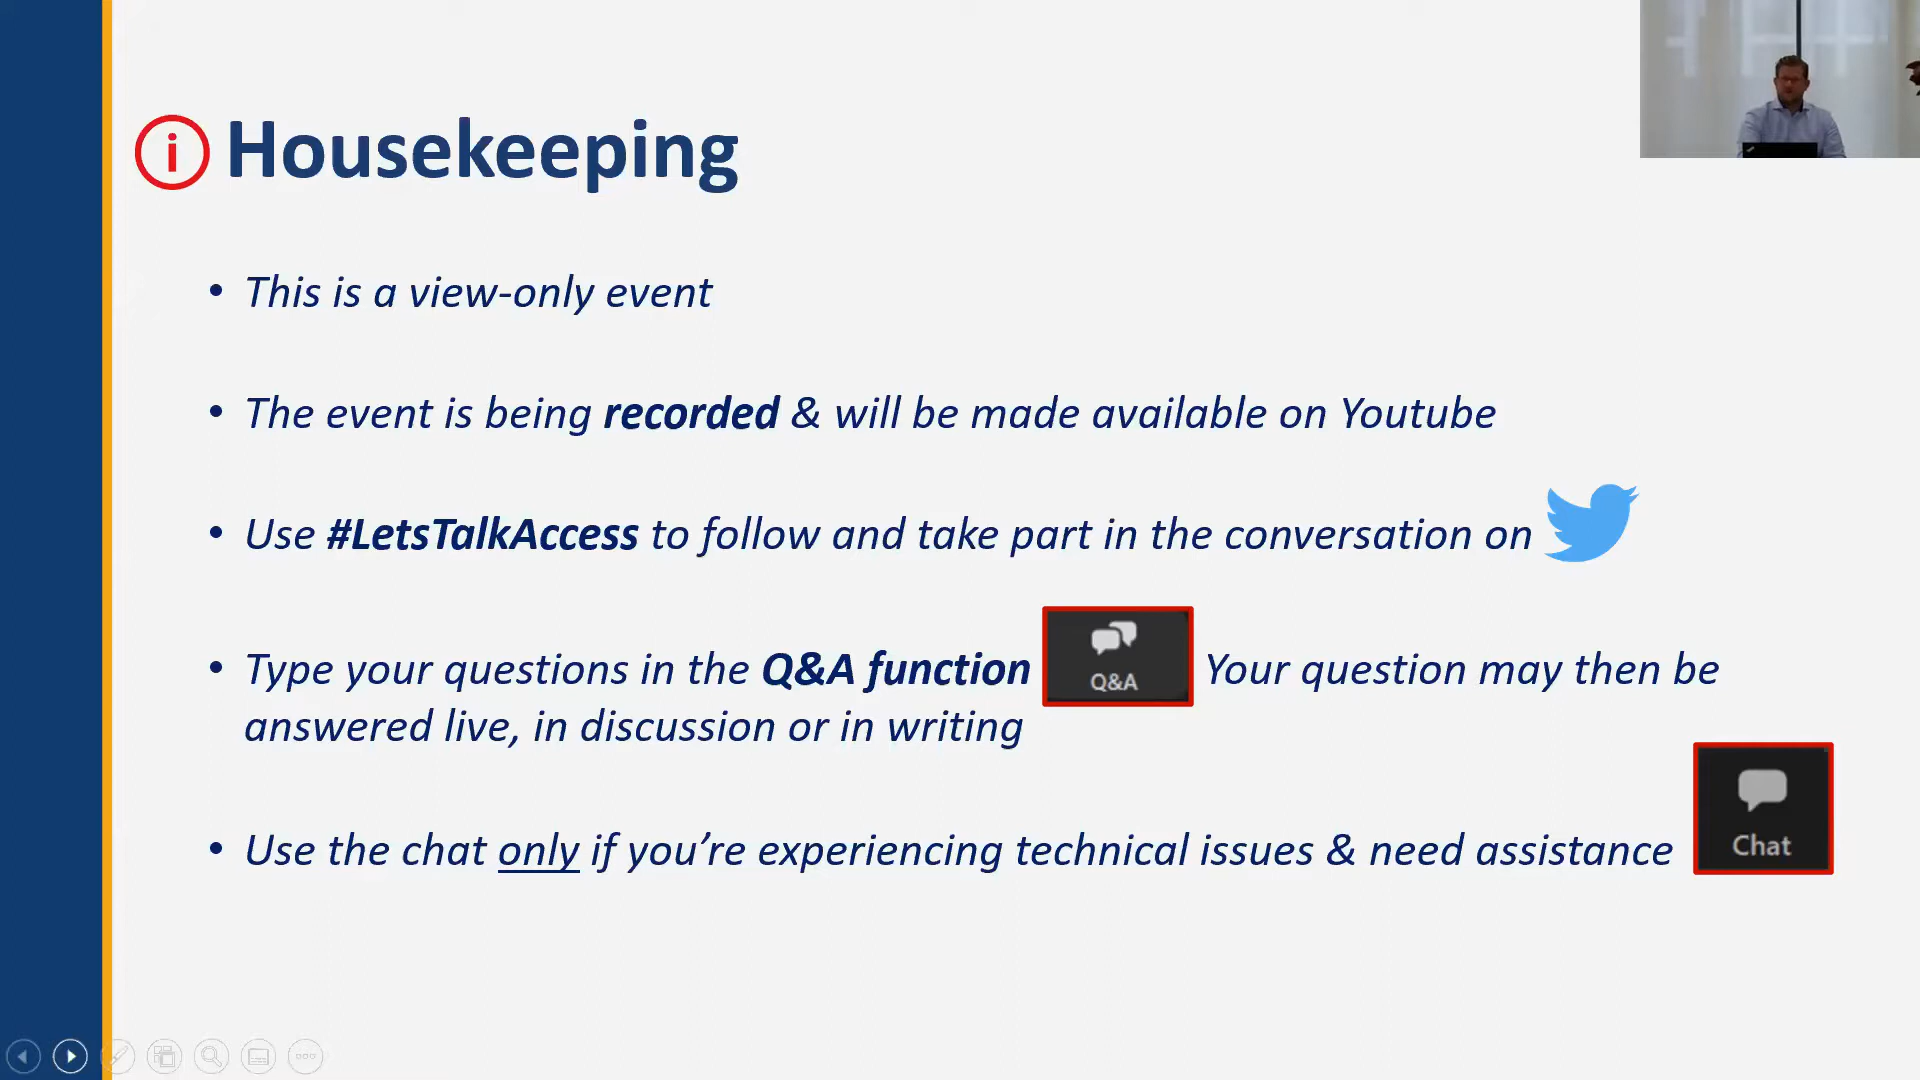 i Housekeeping
• This is a view-only event
• The event is being recorded & will be made available on Youtube
• Use #LetsTalkAccess to follow and take part in the conversation on
• Type your questions in the Q&A function Q&A Your question may then be
answered live, in discussion or in writing
• Use the chat only if you’re experiencing technical issues & need assistance Chat